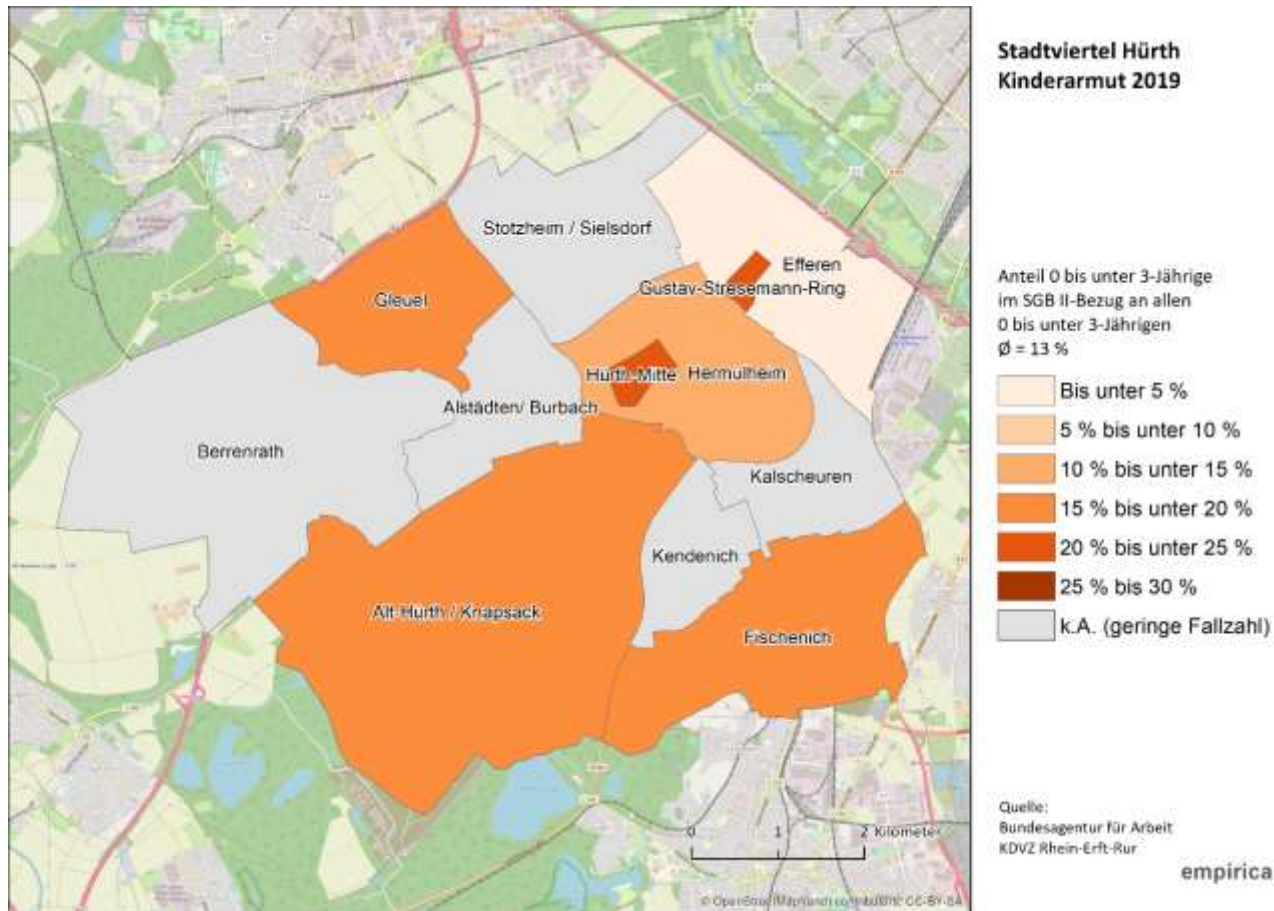 Stadtviertel Hürth
Kinderarmut 2019
Stotzheim / Sielsdorf
Efferen
Gustav-Stresemann-Ring
Gleuel
Hürth-Mitte
Hermülheim
Alstädten/ Burbach
Berrenrath
Kalscheuren
Kendenich
Alt-Hürth / Knapsack
Fischenich
Anteil 0 bis unter 3-Jährige
im SGB II-Bezug an allen
0 bis unter 3-Jährigen
Ø = 13 %
Bis unter 5 %
5 % bis unter 10 %
10 % bis unter 15 %
15 % bis unter 20 %
20 % bis unter 25 %
25 % bis 30 %
k.A. (geringe Fallzahl)
0 1 2 Kilometer
Quelle:
Bundesagentur für Arbeit
KDVZ Rhein-Erft-Rur
empirica
CC-BY-SA